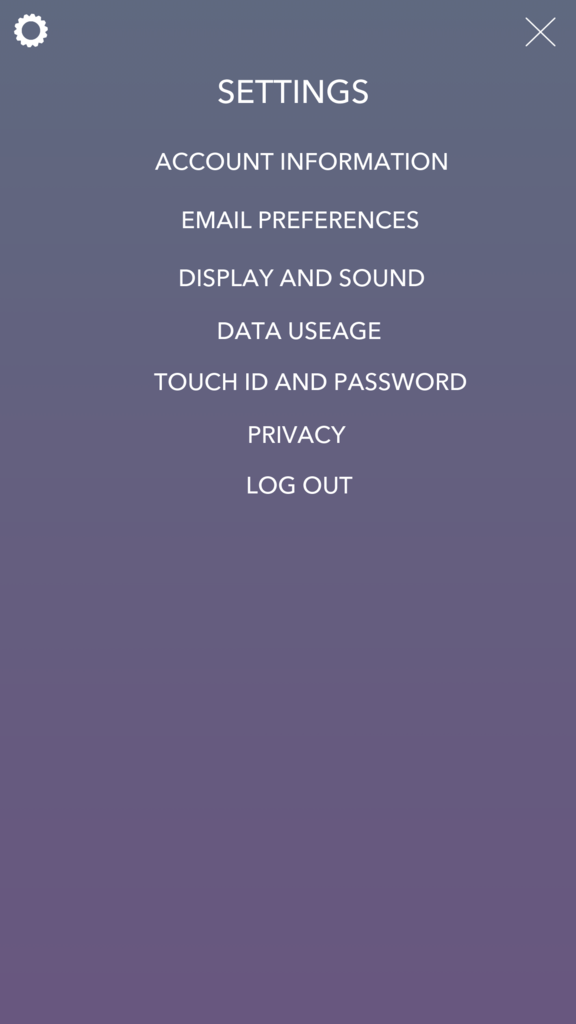 SETTINGS
ACCOUNT INFORMATION
EMAIL PREFERENCES
DISPLAY AND SOUND
DATA USEAGE
TOUCH ID AND PASSWORD
PRIVACY
LOG OUT